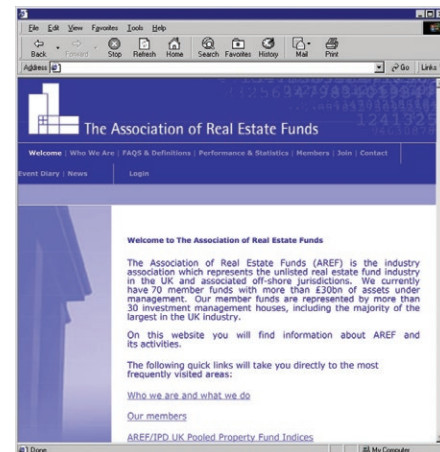 File Edit View Favorites Tools Help
Back Forward Stop Refresh Home Search Favorites History Mail Print
Address Go Links
The Association of Real Estate Funds
Welcome | Who We Are | FAQS & Definitions | Performance & Statistics | Members | Join | Contact
Event Diary | News Login
Welcome to The Association of Real Estate Funds
The Association of Real Estate Funds (AREF) is the industry
association which represents the unlisted real estate fund industry
in the UK and associated off-shore jurisdictions. We currently
have 70 member funds with more than £30bn of assets under
management. Our member funds are represented by more than
30 investment management houses, including the majority of the
largest in the UK industry.
On this website you will find information about AREF and
its activities.
The following quick links will take you directly to the most
frequently visited areas:
Who we are and what we do
Our members
AREF/IPD UK Pooled Property Fund Indices
Done My Computer